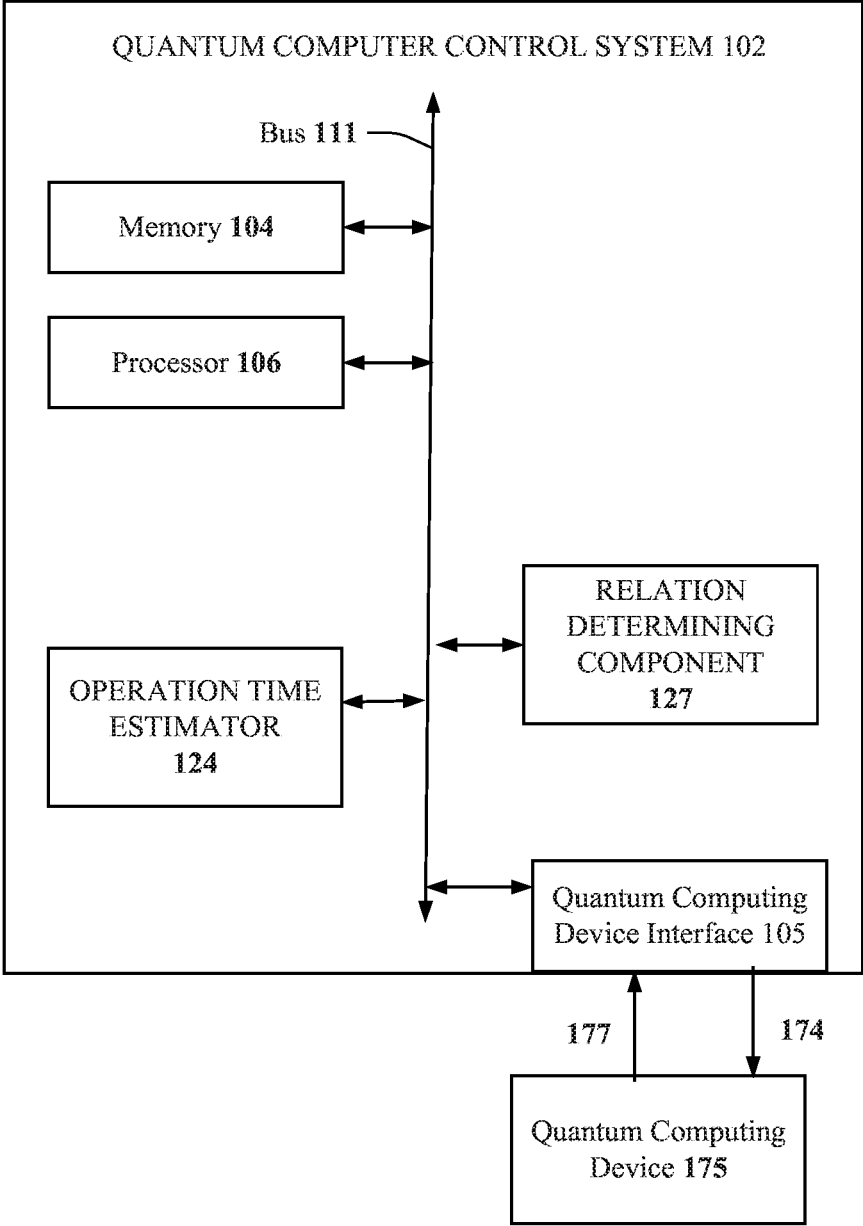 QUANTUM COMPUTER CONTROL SYSTEM 102
Bus 111
Memory 104
Processor 106
RELATION
DETERMINING
COMPONENT
127
OPERATION TIME
ESTIMATOR
124
Quantum Computing
Device Interface 105
177
174
Quantum Computing
Device 175